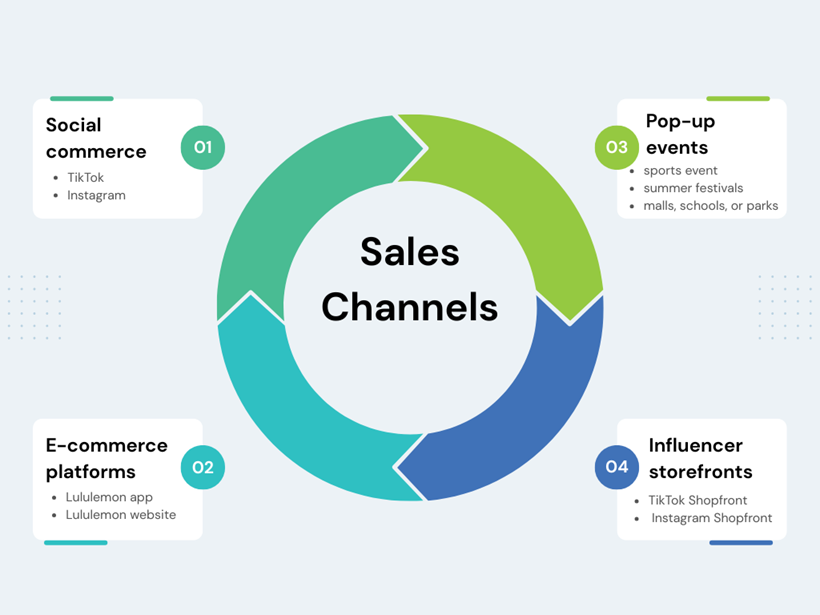 Social
commerce
01
TikTok
Instagram
Pop-up
events
03
sports event
summer festivals
malls, schools, or parks
Sales
Channels
E-commerce
platforms
02
Lululemon app
Lululemon website
Influencer
storefronts
04
TikTok Shopfront
Instagram Shopfront